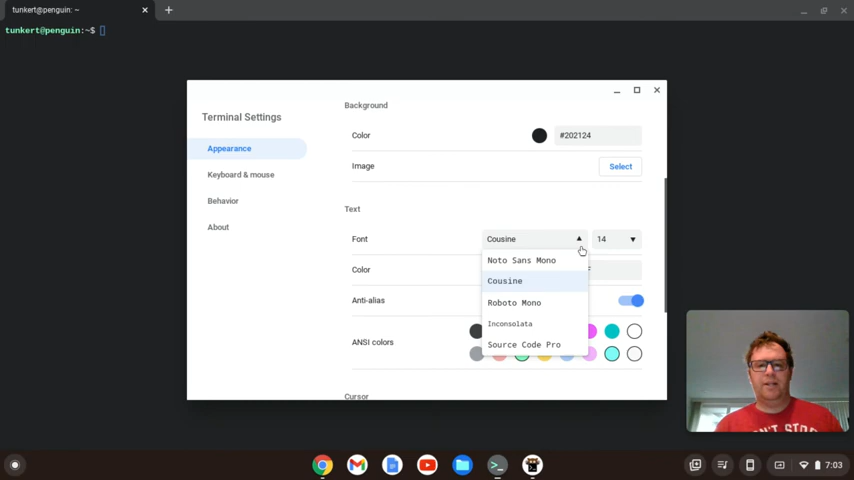 tunkert@penguin: ~
tunkert@penguin:~$
Background
Terminal Settings
Color
#202124
Appearance
Image
Select
Keyboard & mouse
Behavior
Text
About
Font
Cousine
14
Noto Sans Mono
Color
Cousine
Anti-alias
Roboto Mono
Inconsolata
ANSI colors
Source Code Pro
Cursor
DON'T STOP
7:03